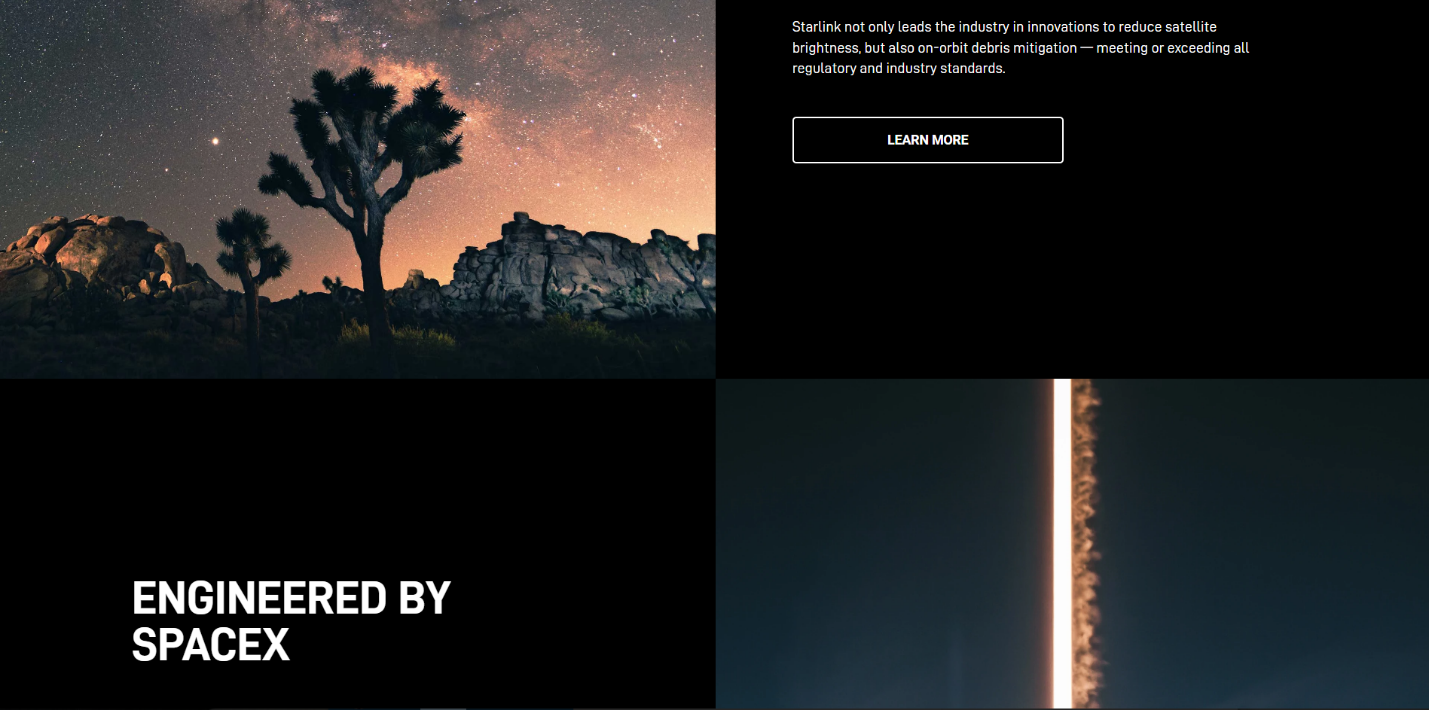 Starlink not only leads the industry in innovations to reduce satellite
brightness, but also on-orbit debris mitigation — meeting or exceeding all
regulatory and industry standards.
LEARN MORE
ENGINEERED BY
SPACEX